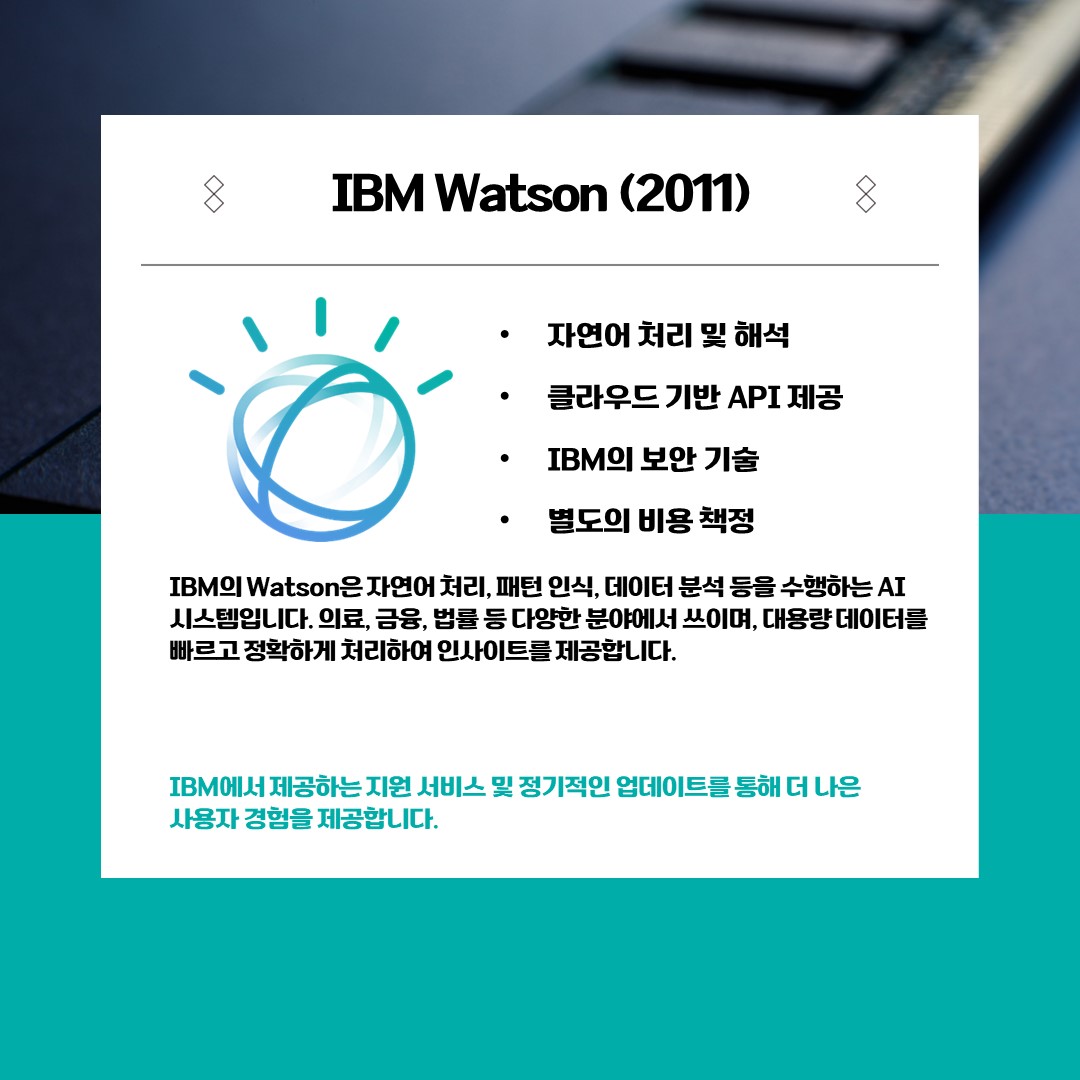 IBM Watson (2011)
• 자연어 처리 및 해석
• 클라우드 기반 API 제공
• IBM의 보안 기술
• 별도의 비용 책정
IBM의 Watson은 자연어 처리, 패턴 인식, 데이터 분석 등을 수행하는 AI
시스템입니다. 의료, 금융, 법률 등 다양한 분야에서 쓰이며, 대용량 데이터를
빠르고 정확하게 처리하여 인사이트를 제공합니다.
IBM에서 제공하는 지원 서비스 및 정기적인 업데이트를 통해 더 나은
사용자 경험을 제공합니다.